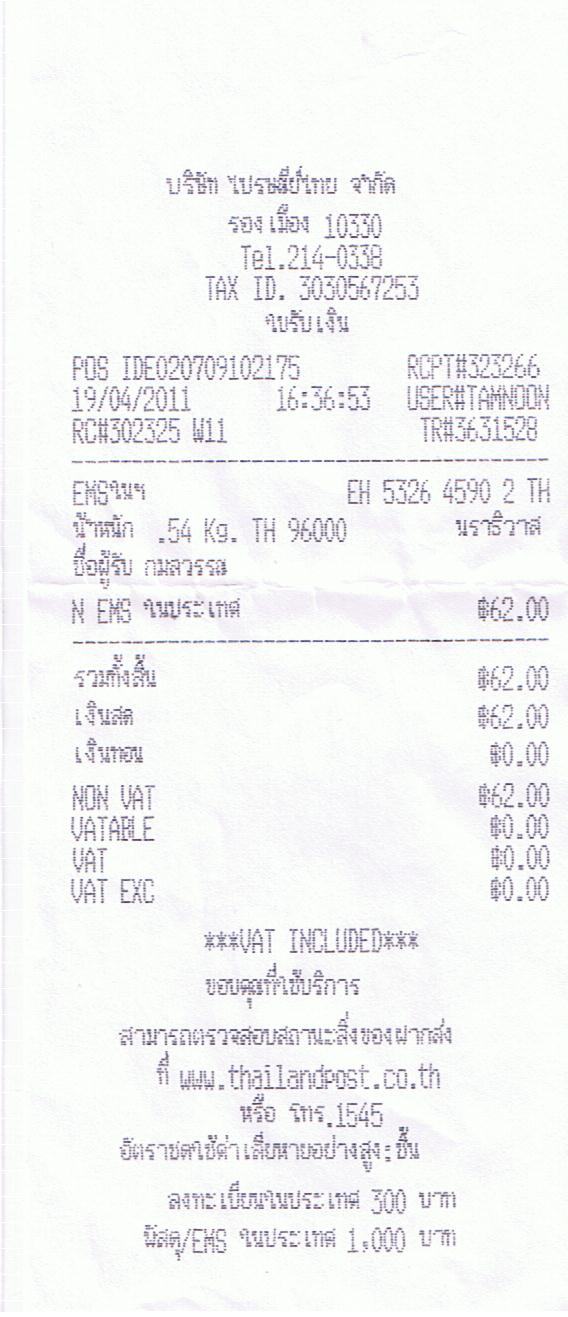 บริษัท ไปรษณีย์ไทย จำกัด
รองเมือง 10330
Tel.214-0338
TAX ID. 3030567253
ใบรับเงิน
POS IDE020709102175 RCPT#323266
19/04/2011 16:36:53 USER#TAMNOON
RC#302325 W11 TR#3631528
EMSในฯ EH 5326 4590 2 TH
น้ำหนัก .54 Kg. TH 96000 นราธิวาส
ชื่อผู้รับ กมลวรรณ
N EMS ในประเทศ ฿62.00
รวมทั้งสิ้น ฿62.00
เงินสด ฿62.00
เงินทอน ฿0.00
NON VAT ฿62.00
VATABLE ฿0.00
VAT ฿0.00
VAT EXC ฿0.00
***VAT INCLUDED***
ขอบคุณที่ใช้บริการ
สามารถตรวจสอบสถานะสิ่งของฝากส่ง
ที่ www.thailandpost.co.th
หรือ โทร.1545
อัตราชดใช้ค่าเสียหายอย่างสูง:ชิ้น
ลงทะเบียนในประเทศ 300 บาท
พัสดุ/EMS ในประเทศ 1,000 บาท